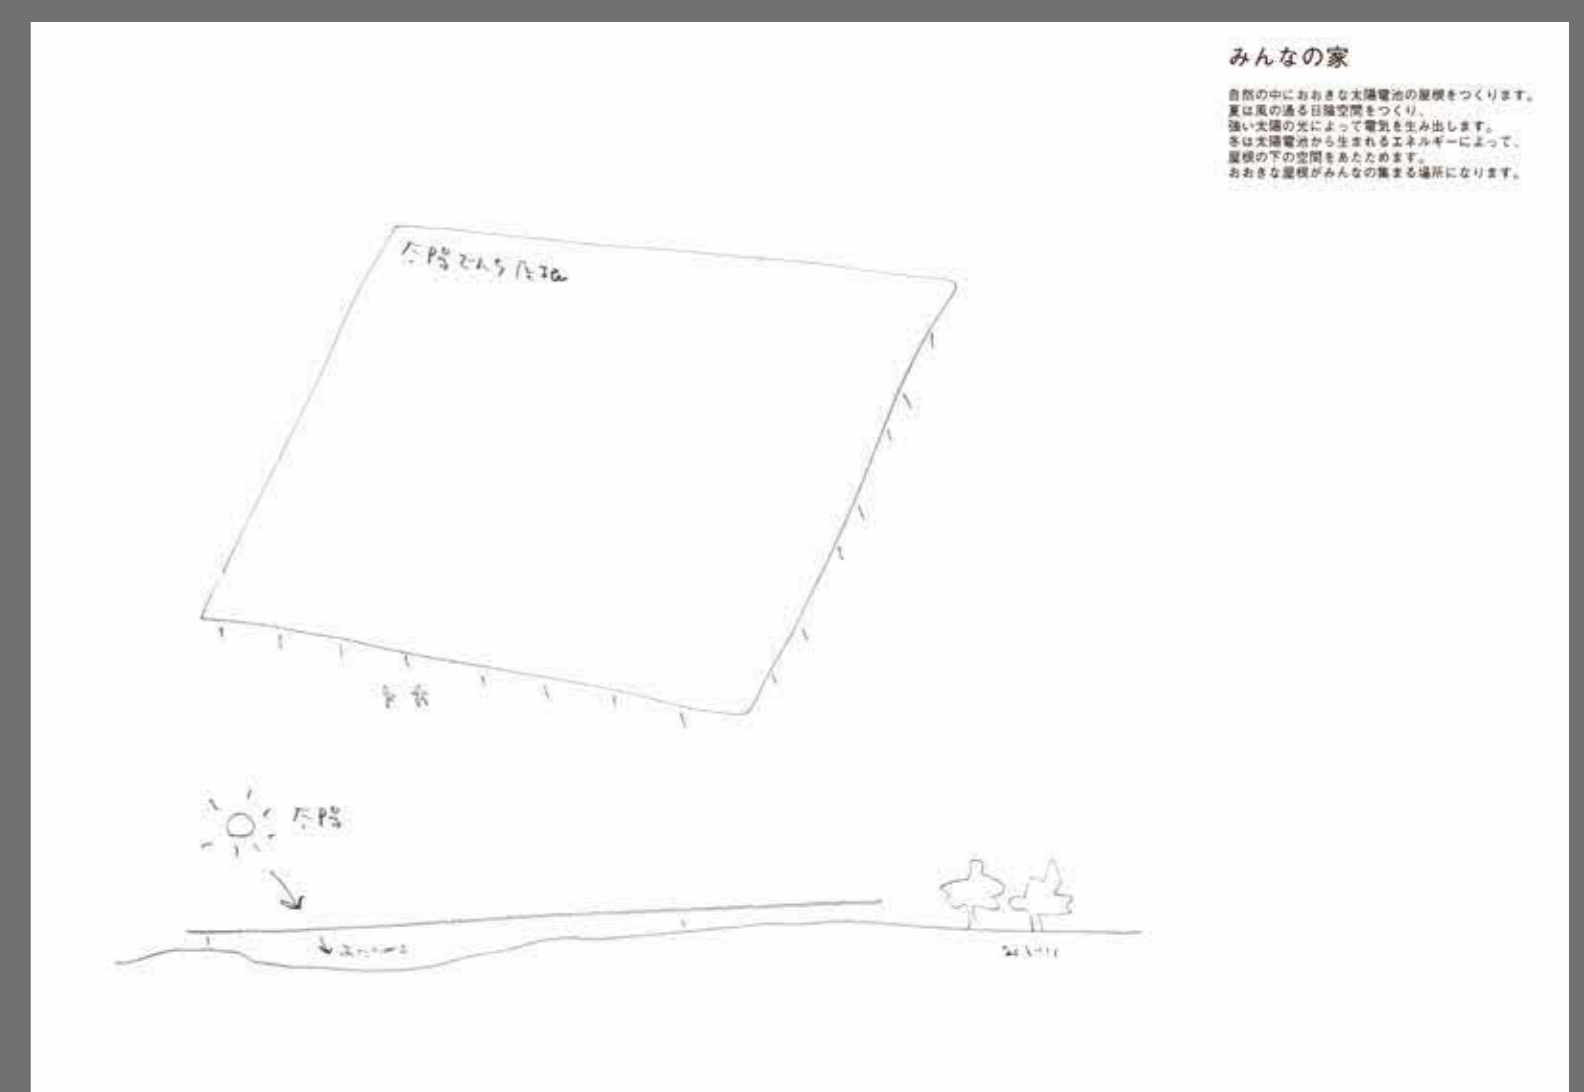 みんなの家
自然の中におおきな太陽電池の屋根をつくります。
夏は風の通る日陰空間をつくり、
強い太陽の光によって電気を生み出します。
冬は太陽電池から生まれるエネルギーによって、
屋根の下の空間をあたためます。
おおきな屋根がみんなの集まる場所になります。
太陽でんち
太陽